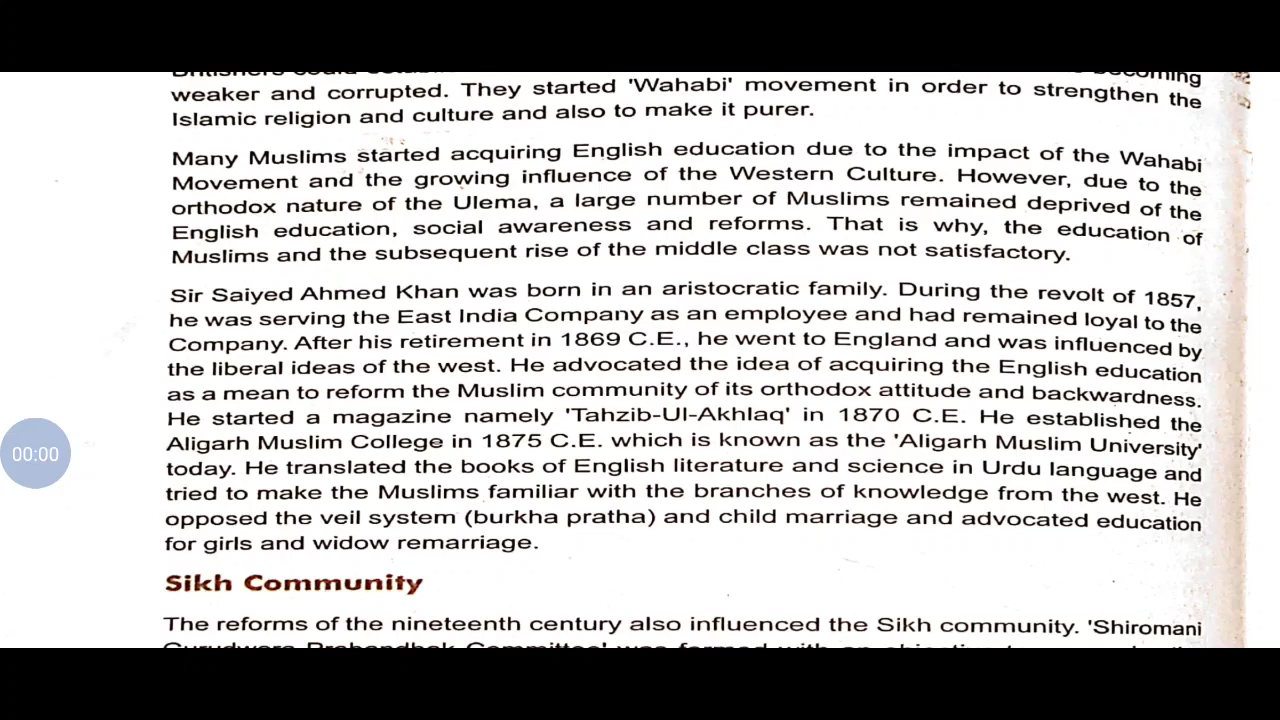 becoming
weaker and corrupted. They started 'Wahabi' movement in order to strengthen the
Islamic religion and culture and also to make it purer.
Many Muslims started acquiring English education due to the impact of the Wahabi
Movement and the growing influence of the Western Culture. However, due to the
orthodox nature of the Ulema, a large number of Muslims remained deprived of the
English education, social awareness and reforms. That is why, the education of
Muslims and the subsequent rise of the middle class was not satisfactory.
Sir Saiyed Ahmed Khan was born in an aristocratic family. During the revolt of 1857,
he was serving the East India Company as an employee and had remained loyal to the
Company. After his retirement in 1869 C.E., he went to England and was influenced by
the liberal ideas of the west. He advocated the idea of acquiring the English education
as a mean to reform the Muslim community of its orthodox attitude and backwardness.
He started a magazine namely 'Tahzib-Ul-Akhlaq' in 1870 C.E. He established the
Aligarh Muslim College in 1875 C.E. which is known as the 'Aligarh Muslim University'
today. He translated the books of English literature and science in Urdu language and
tried to make the Muslims familiar with the branches of knowledge from the west. He
opposed the veil system (burkha pratha) and child marriage and advocated education
for girls and widow remarriage.
Sikh Community
The reforms of the nineteenth century also influenced the Sikh community. 'Shiromani
00:00